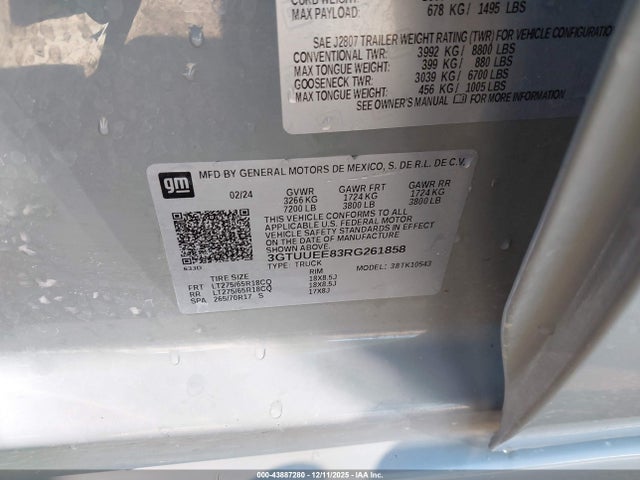 MAX PAYLOAD: 678 KG / 1495 LBS
SAE J2807 TRAILER WEIGHT RATING (TWR) FOR VEHICLE CONFIGURATIO
CONVENTIONAL TWR: 3992 KG / 8800 LBS
MAX TONGUE WEIGHT: 399 KG / 880 LBS
GOOSENECK TWR: 3039 KG / 6700 LBS
MAX TONGUE WEIGHT: 456 KG / 1005 LBS
SEE OWNER'S MANUAL FOR MORE INFORMATION
gm MFD BY GENERAL MOTORS DE MEXICO, S. DE R.L. DE C.V.
02/24 GVWR GAWR FRT GAWR RR
3266 KG 1724 KG 1724 KG
7200 LB 3800 LB 3800 LB
THIS VEHICLE CONFORMS TO ALL
APPLICABLE U.S. FEDERAL MOTOR
VEHICLE SAFETY STANDARDS IN EFFECT
ON THE DATE OF MANUFACTURE
SHOWN ABOVE.
3GTUUEE83RG261858
TYPE: TRUCK MODEL: 38TK10543
TIRE SIZE RIM
FRT LT275/65R18CQ 18X8.5J
RR LT275/65R18CQ 18X8.5J
SPA 265/70R17 S 17X8J
000-43887280 - 12/11/2025 - IAAI.COM